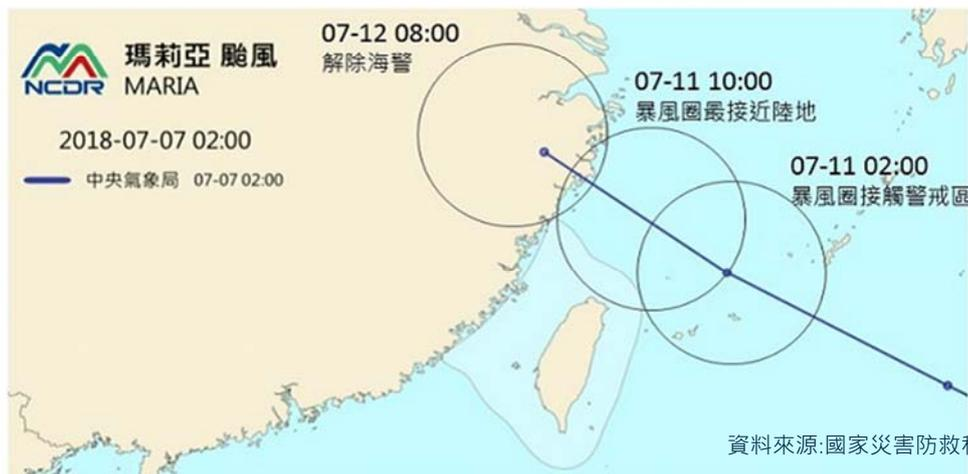 NCDR
瑪莉亞 颱風
MARIA
2018-07-07 02:00
中央氣象局 07-07 02:00
07-12 08:00
解除海警
07-11 10:00
暴風圈最接近陸地
07-11 02:00
暴風圈接觸警戒區
資料來源:國家災害防救